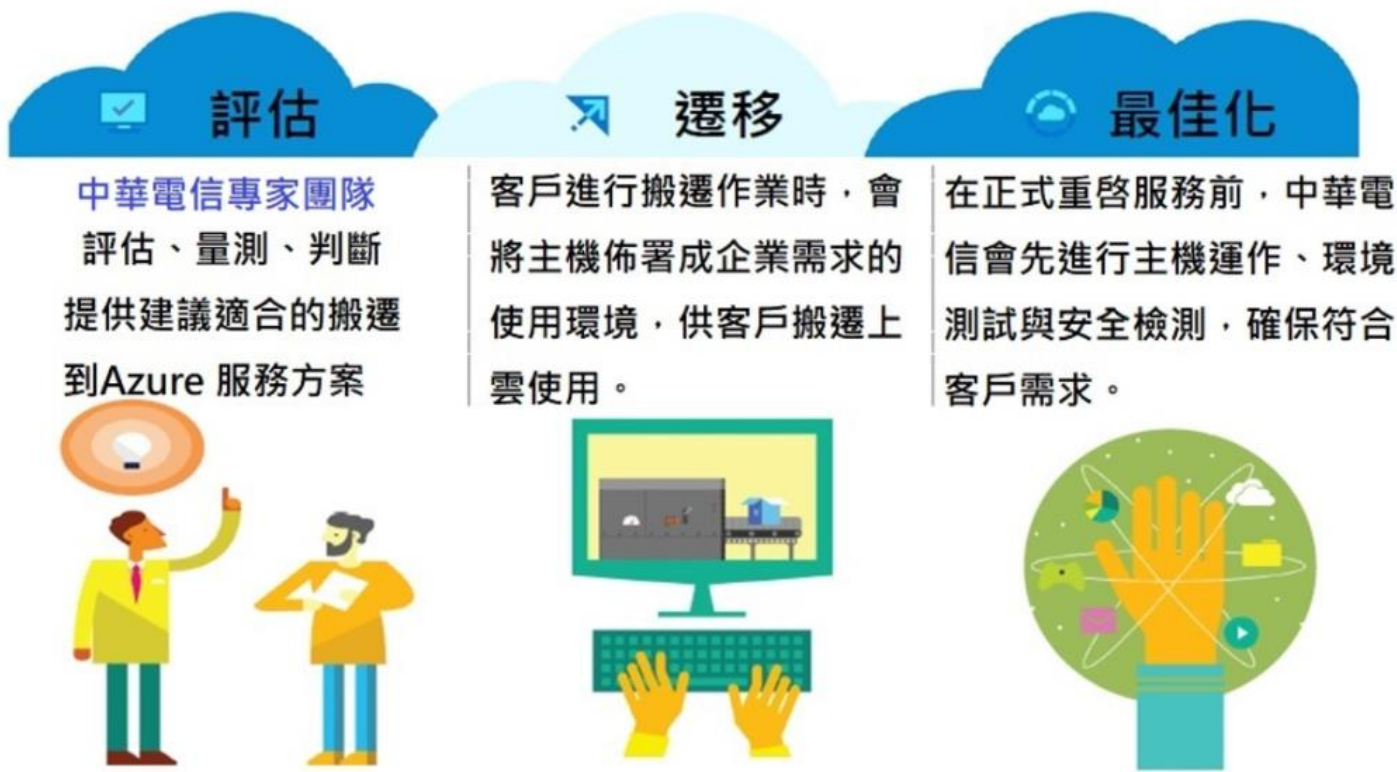 評估
中華電信專家團隊
評估、量測、判斷
提供建議適合的搬遷
到Azure 服務方案
遷移
客戶進行搬遷作業時，會
將主機佈署成企業需求的
使用環境，供客戶搬遷上
雲使用。
最佳化
在正式重啓服務前，中華電
信會先進行主機運作、環境
測試與安全檢測，確保符合
客戶需求。